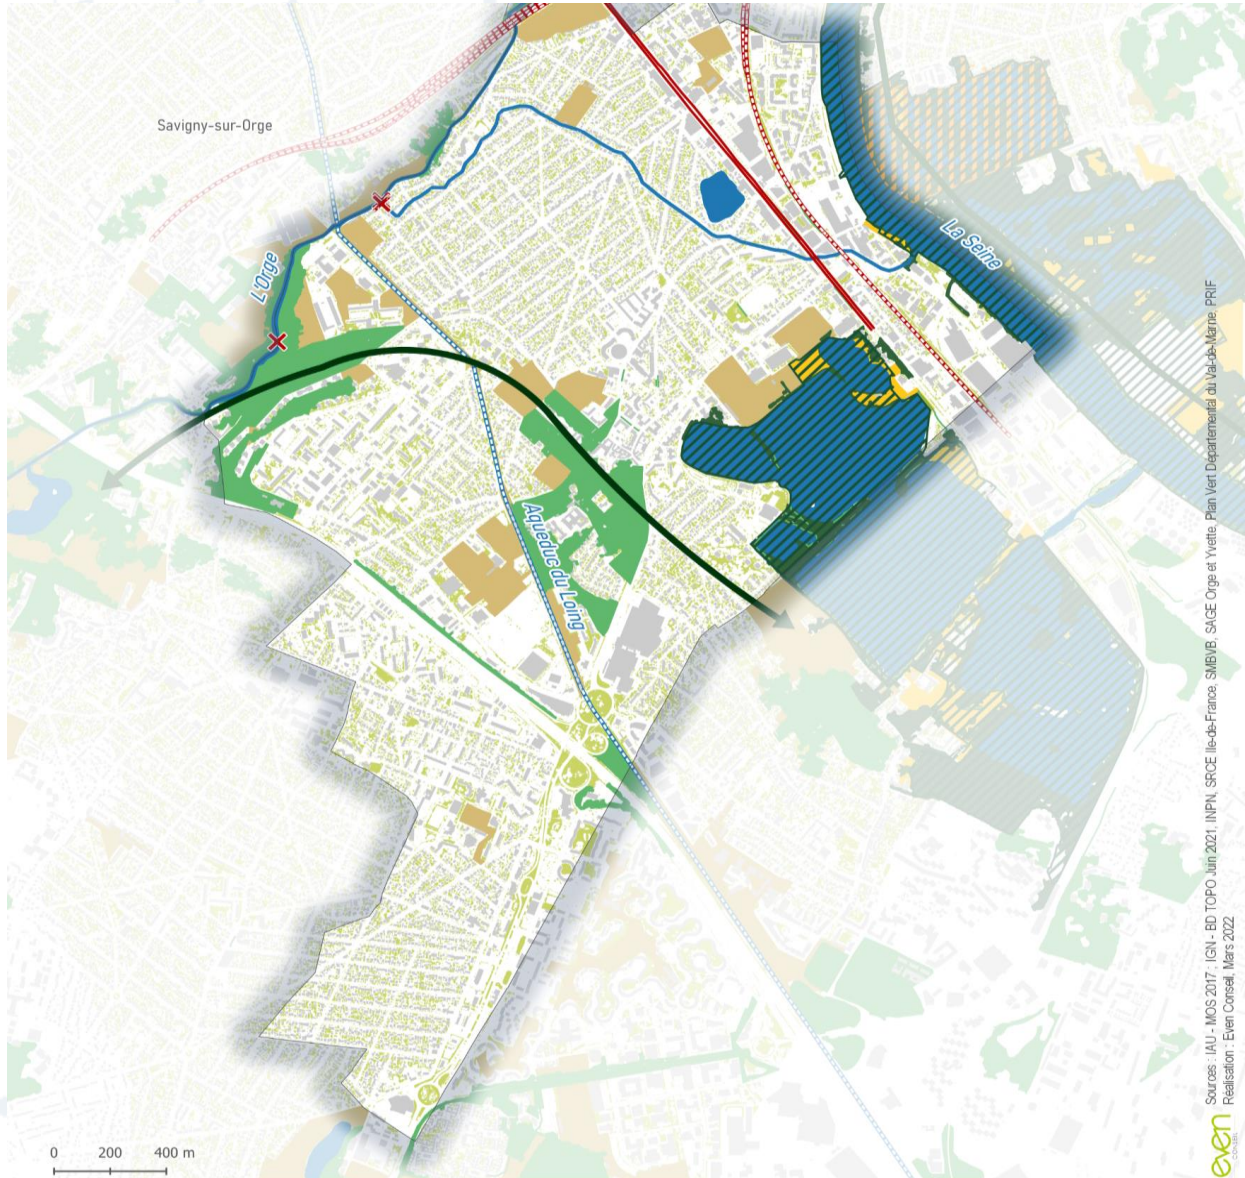 Savigny-sur-Orge
L'Orge
La Seine
Aqueduc du Loing
0 200 400 m
Sources : IAU - MOS 2017 ; IGN - BD TOPO Juin 2021, INPN, SRCE Ile-de-France, SMBVB, SAGE Orge et Yvette, Plan Vert Départemental du Val-de-Marne, PRIF
Réalisation : Even Conseil, Mars 2022
even
CONSEIL